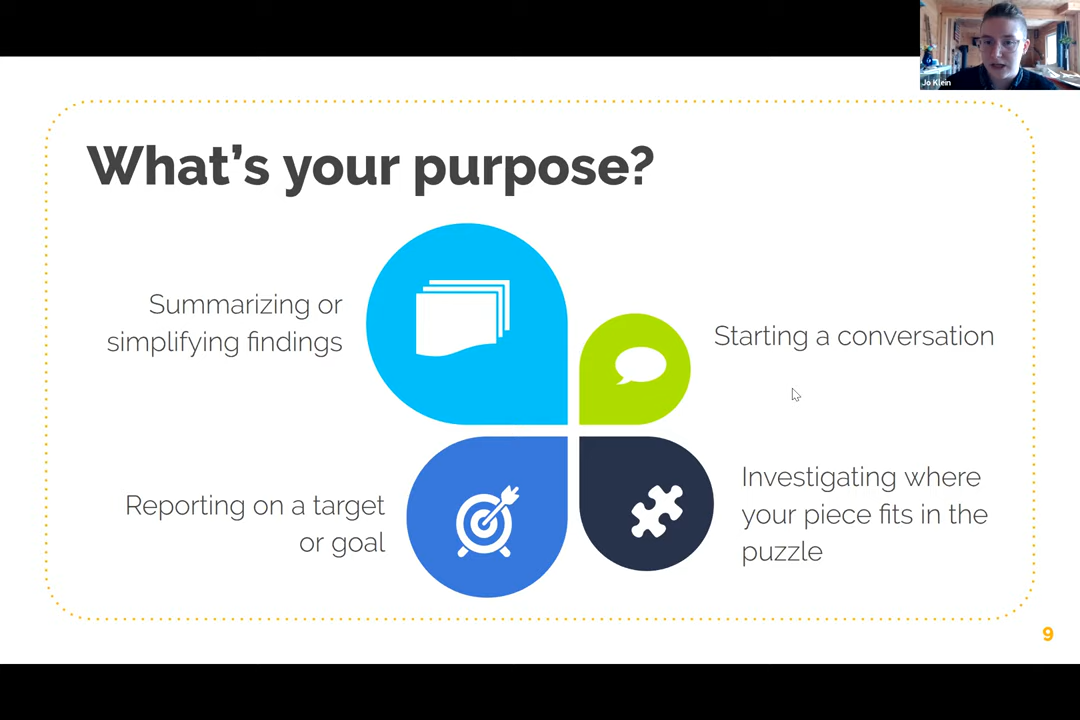 Jo Klein
What's your purpose?
Summarizing or
simplifying findings
Starting a conversation
Reporting on a target
or goal
Investigating where
your piece fits in the
puzzle
9